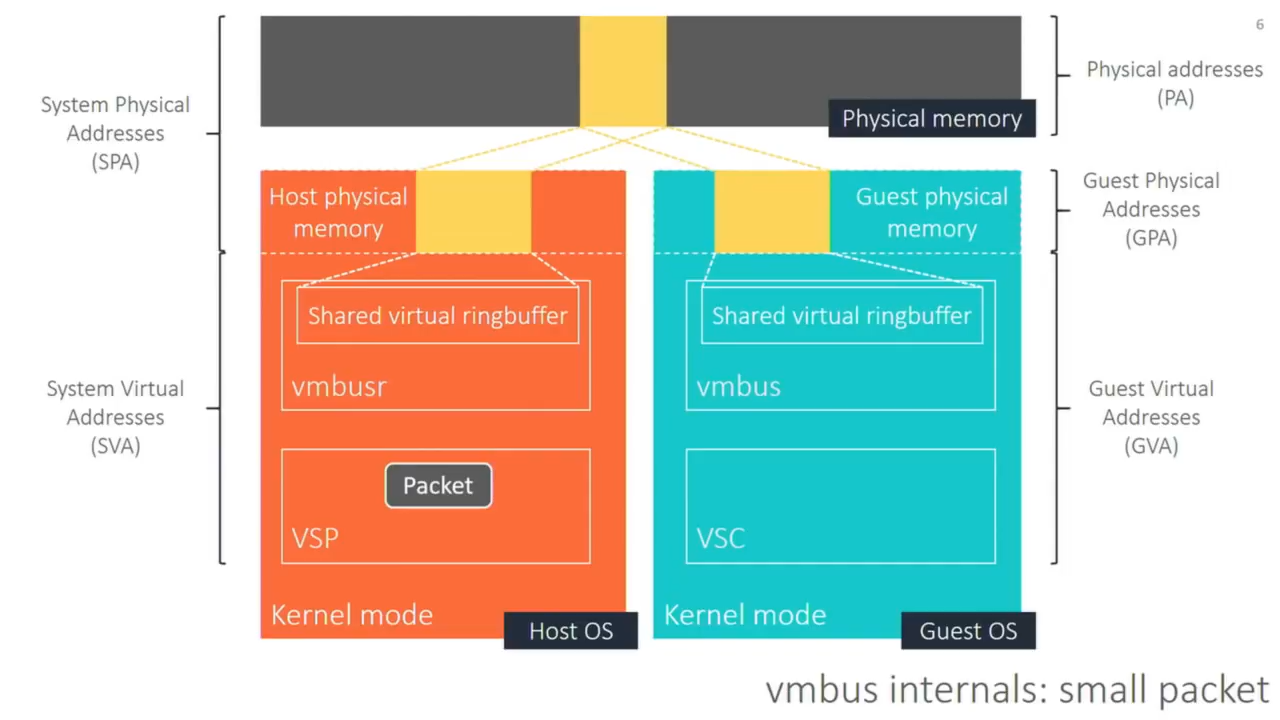 6
System Physical
Addresses
(SPA)
Physical addresses
(PA)
Physical memory
Host physical
memory
Guest physical
memory
Guest Physical
Addresses
(GPA)
Shared virtual ringbuffer
vmbusr
Shared virtual ringbuffer
vmbus
System Virtual
Addresses
(SVA)
Guest Virtual
Addresses
(GVA)
Packet
VSP
VSC
Kernel mode
Host OS
Kernel mode
Guest OS
vmbus internals: small packet